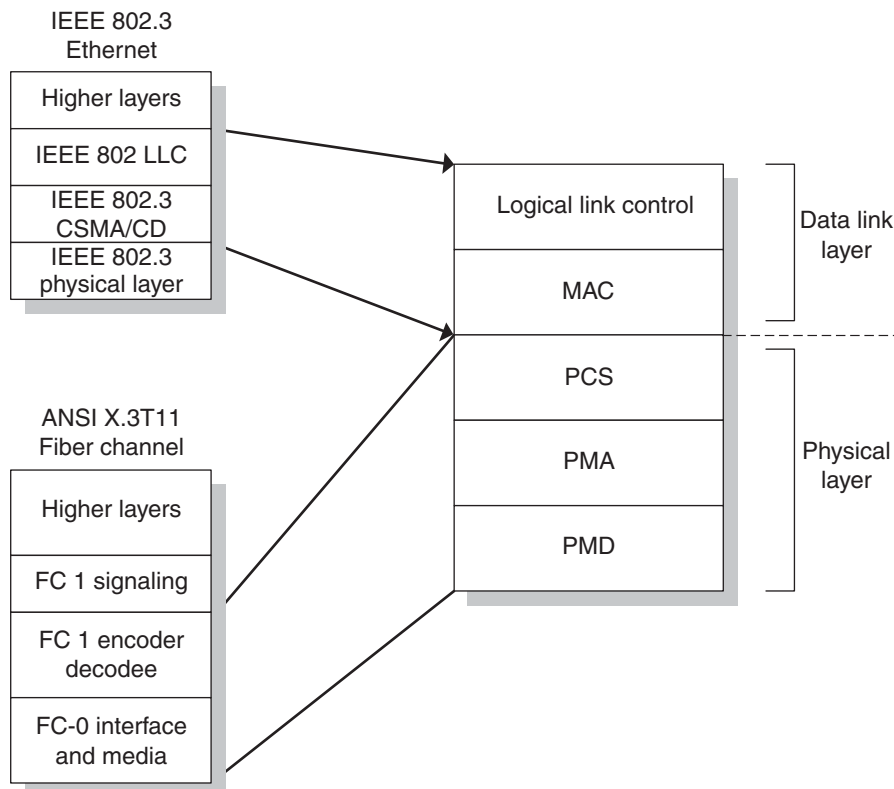 IEEE 802.3
Ethernet
Higher layers
IEEE 802 LLC
IEEE 802.3
CSMA/CD
IEEE 802.3
physical layer
ANSI X.3T11
Fiber channel
Higher layers
FC 1 signaling
FC 1 encoder
decodee
FC-0 interface
and media
Logical link control
MAC
PCS
PMA
PMD
Data link
layer
Physical
layer